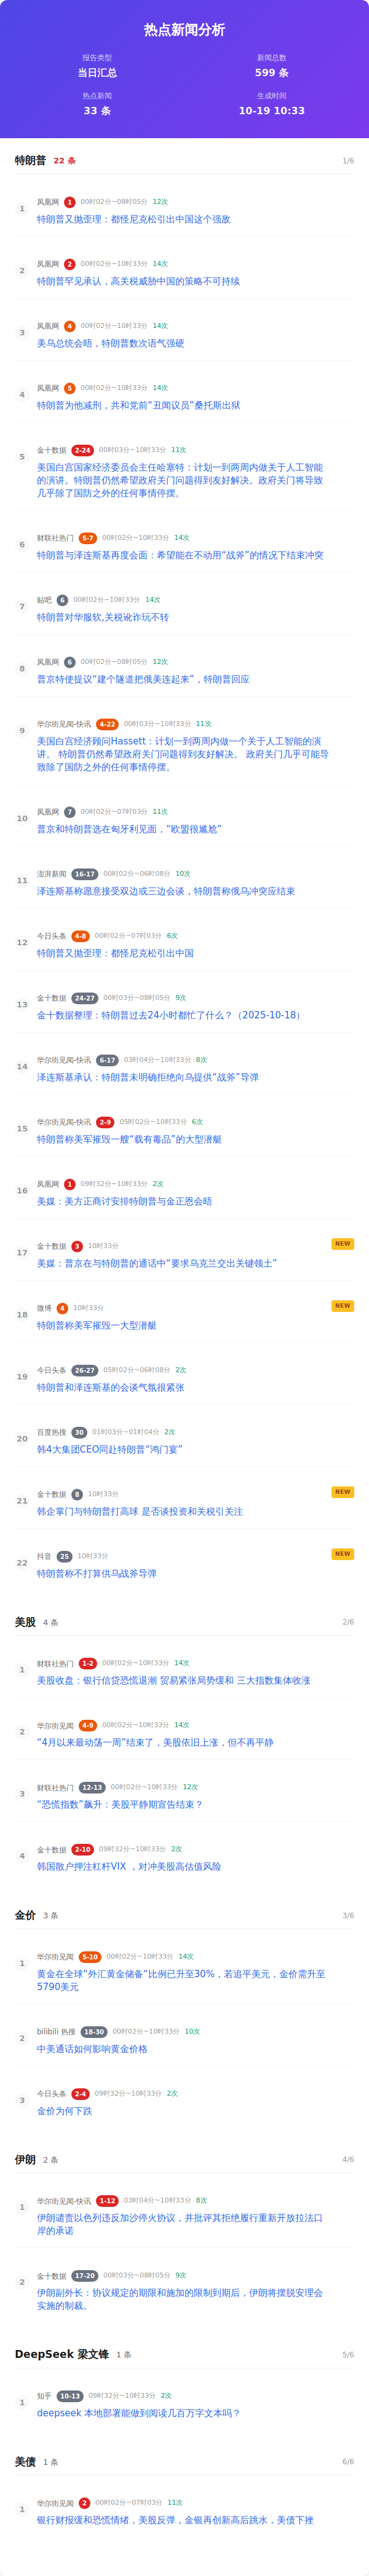 热点新闻分析
报告类型
新闻总数
当日汇总
599 条
热点新闻
生成时间
33 条
10-19 10:33
特朗普 22 条 1/6
1 凤凰网 1 00时02分~08时05分 12次
特朗普又抛歪理：都怪尼克松引出中国这个强敌
2 凤凰网 2 00时02分~10时33分 14次
特朗普罕见承认，高关税威胁中国的策略不可持续
3 凤凰网 4 00时02分~10时33分 14次
美乌总统会晤，特朗普数次语气强硬
4 凤凰网 5 00时02分~10时33分 14次
特朗普为他减刑，共和党前“丑闻议员”桑托斯出狱
5 金十数据 2-24 00时03分~10时33分 11次
美国白宫国家经济委员会主任哈塞特：计划一到两周内做关于人工智能
的演讲。特朗普仍然希望政府关门问题得到友好解决。政府关门将导致
几乎除了国防之外的任何事情停摆。
6 财联社热门 5-7 00时02分~10时33分 14次
特朗普与泽连斯基再度会面：希望能在不动用“战斧”的情况下结束冲突
7 贴吧 6 00时02分~10时33分 14次
特朗普对华服软,关税讹诈玩不转
8 凤凰网 6 00时02分~08时05分 12次
普京特使提议“建个隧道把俄美连起来”，特朗普回应
9 华尔街见闻-快讯 4-22 00时03分~10时33分 11次
美国白宫经济顾问Hassett：计划一到两周内做一个关于人工智能的演
讲。 特朗普仍然希望政府关门问题得到友好解决。 政府关门几乎可能导
致除了国防之外的任何事情停摆。
10 凤凰网 7 00时02分~07时03分 11次
普京和特朗普选在匈牙利见面，“欧盟很尴尬”
11 澎湃新闻 16-17 00时02分~06时08分 10次
泽连斯基称愿意接受双边或三边会谈，特朗普称俄乌冲突应结束
12 今日头条 4-8 00时02分~07时03分 6次
特朗普又抛歪理：都怪尼克松引出中国
13 金十数据 24-27 00时03分~08时05分 9次
金十数据整理：特朗普过去24小时都忙了什么？（2025-10-18）
14 华尔街见闻-快讯 6-17 03时04分~10时33分 8次
泽连斯基承认：特朗普未明确拒绝向乌提供“战斧”导弹
15 华尔街见闻-快讯 2-9 05时02分~10时33分 6次
特朗普称美军摧毁一艘“载有毒品”的大型潜艇
16 凤凰网 1 09时32分~10时33分 2次
美媒：美方正商讨安排特朗普与金正恩会晤
17 金十数据 3 10时33分 NEW
美媒：普京在与特朗普的通话中“要求乌克兰交出关键领土”
18 微博 4 10时33分 NEW
特朗普称美军摧毁一大型潜艇
19 今日头条 26-27 05时02分~06时08分 2次
特朗普和泽连斯基的会谈气氛很紧张
20 百度热搜 30 01时03分~01时04分 2次
韩4大集团CEO同赴特朗普“鸿门宴”
21 金十数据 8 10时33分 NEW
韩企掌门与特朗普打高球 是否谈投资和关税引关注
22 抖音 25 10时33分 NEW
特朗普称不打算供乌战斧导弹
美股 4 条 2/6
1 财联社热门 1-2 00时02分~10时33分 14次
美股收盘：银行信贷恐慌退潮 贸易紧张局势缓和 三大指数集体收涨
2 华尔街见闻 4-9 00时02分~10时33分 14次
“4月以来最动荡一周”结束了，美股依旧上涨，但不再平静
3 财联社热门 12-13 00时02分~10时33分 12次
“恐慌指数”飙升：美股平静期宣告结束？
4 金十数据 2-10 09时32分~10时33分 2次
韩国散户押注杠杆VIX ，对冲美股高估值风险
金价 3 条 3/6
1 华尔街见闻 5-10 00时02分~10时33分 14次
黄金在全球“外汇黄金储备”比例已升至30%，若追平美元，金价需升至
5790美元
2 bilibili 热搜 18-30 00时02分~10时33分 10次
中美通话如何影响黄金价格
3 今日头条 2-4 09时32分~10时33分 2次
金价为何下跌
伊朗 2 条 4/6
1 华尔街见闻-快讯 1-12 03时04分~10时33分 8次
伊朗谴责以色列违反加沙停火协议，并批评其拒绝履行重新开放拉法口
岸的承诺
2 金十数据 17-20 00时03分~08时05分 9次
伊朗副外长：协议规定的期限和施加的限制到期后，伊朗将摆脱安理会
实施的制裁。
DeepSeek 梁文锋 1 条 5/6
1 知乎 10-13 09时32分~10时33分 2次
deepseek 本地部署能做到阅读几百万字文本吗？
美债 1 条 6/6
1 华尔街见闻 2 00时02分~07时03分 11次
银行财报缓和恐慌情绪，美股反弹，金银再创新高后跳水，美债下挫